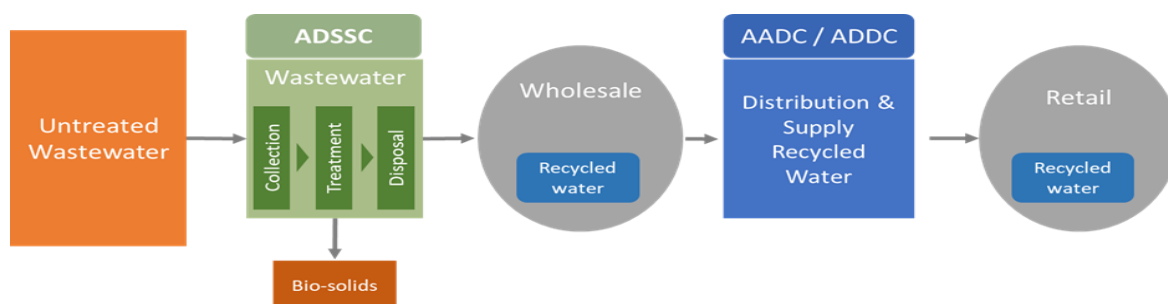 Untreated
Wastewater
ADSSC
Wastewater
Collection
Treatment
Disposal
Bio-solids
Wholesale
Recycled
water
AADC / ADDC
Distribution &
Supply
Recycled
Water
Retail
Recycled
water